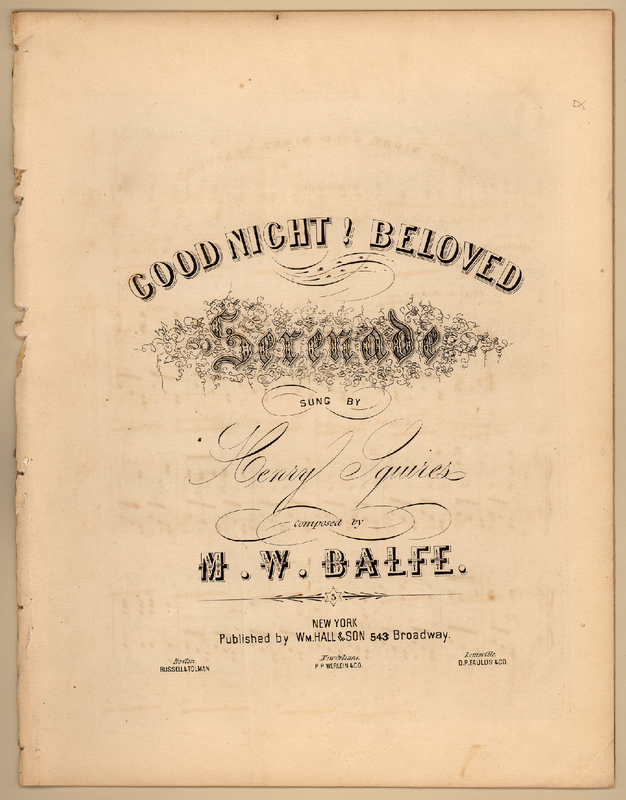 GOOD NIGHT! BELOVED
Serenade
SUNG BY
Henry Squires
Composed by
M. W. BALFE.
5
NEW YORK
Published by WM. HALL & SON 543 Broadway.
Boston. New Orleans. Louisville.
RUSSELL & TOLMAN P. P. WERLEIN & CO. D. P. FAULDS & CO.